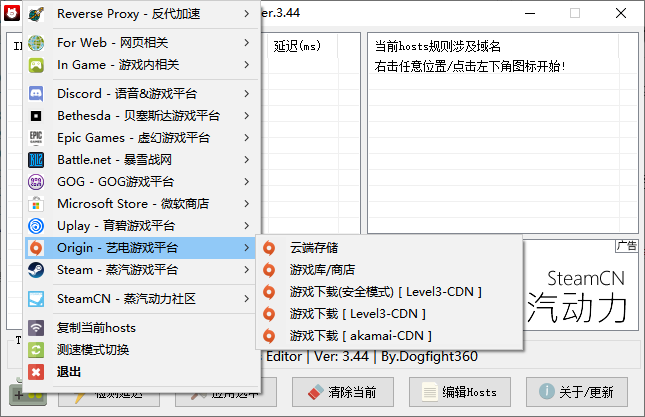 Ver.3.44
Reverse Proxy - 反代加速
For Web - 网页相关
In Game - 游戏内相关
Discord - 语音&游戏平台
Bethesda - 贝塞斯达游戏平台
Epic Games - 虚幻游戏平台
Battle.net - 暴雪战网
GOG - GOG游戏平台
Microsoft Store - 微软商店
Uplay - 育碧游戏平台
Origin - 艺电游戏平台
Steam - 蒸汽游戏平台
SteamCN - 蒸汽动力社区
复制当前hosts
测速模式切换
退出
延迟(ms)
当前hosts规则涉及域名
右击任意位置/点击左下角图标开始!
云端存储
游戏库/商店
游戏下载(安全模式) [ Level3-CDN ]
游戏下载 [ Level3-CDN ]
游戏下载 [ akamai-CDN ]
广告
SteamCN
汽动力
Editor | Ver: 3.44 | By.Dogfight360
检测延迟
应用选中
清除当前
编辑Hosts
关于/更新